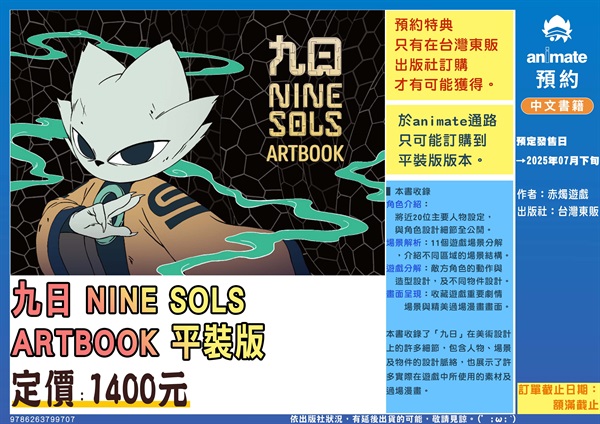 九日
NINE
SOLS
ARTBOOK
預約特典
只有在台灣東販
出版社訂購
才有可能獲得。
於animate通路
只可能訂購到
平裝版版本。
animate
預約
中文書籍
預定發售日
→2025年07月下旬
作者：赤燭遊戲
出版社：台灣東販
本書收錄
角色介紹：
將近20位主要人物設定，
與角色設計細節全公開。
場景解析：11個遊戲場景分解
，介紹不同區域的場景結構。
遊戲分解：敵方角色的動作與
造型設計，及不同物件設計。
畫面呈現：收藏遊戲重要劇情
場景與精美過場漫畫畫面。
本書收錄了「九日」在美術設計
上的許多細節，包含人物、場景
及物件的設計脈絡，也展示了許
多實際在遊戲中所使用的素材及
過場漫畫。
九日 NINE SOLS
ARTBOOK 平裝版
定價：1400元
訂單截止日期：
額滿截止
9786263799707
依出版社狀況，有延後出貨的可能，敬請見諒。(´；ω；`)